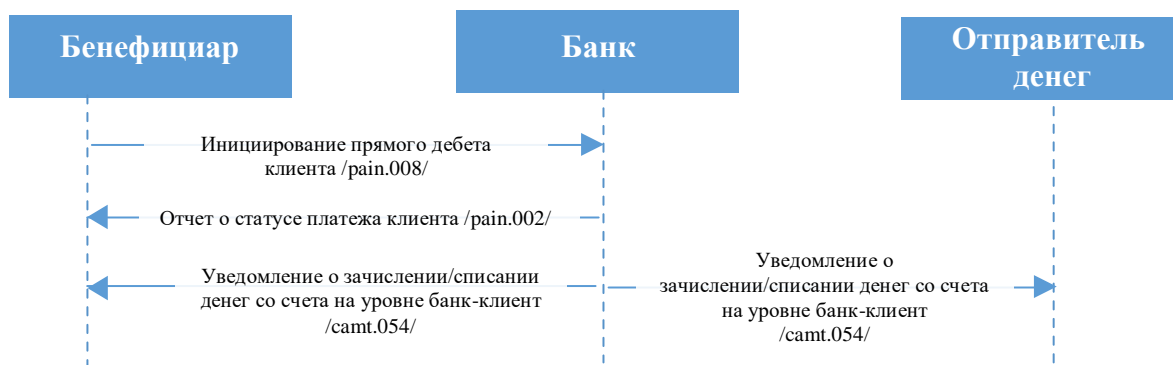 Бенефициар
Банк
Отправитель
денег
Инициирование прямого дебета
клиента /pain.008/
Отчет о статусе платежа клиента /pain.002/
Уведомление о зачислении/списании
денег со счета на уровне банк-клиент
/camt.054/
Уведомление о
зачислении/списании денег со счета
на уровне банк-клиент
/camt.054/